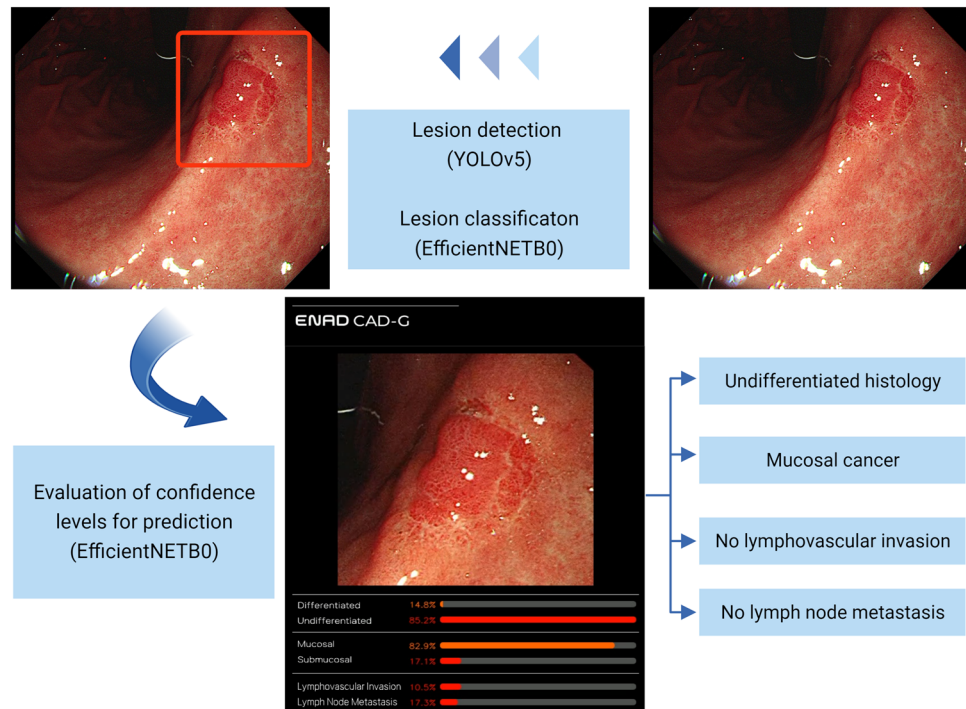 Lesion detection
(YOLOv5)
Lesion classificaton
(EfficientNETB0)
Evaluation of confidence
levels for prediction
(EfficientNETB0)
ENAD CAD-G
Differentiated 14.8%
Undifferentiated 85.2%
Mucosal 82.9%
Submucosal 17.1%
Lymphovascular Invasion 10.5%
Lymph Node Metastasis 17.3%
Undifferentiated histology
Mucosal cancer
No lymphovascular invasion
No lymph node metastasis